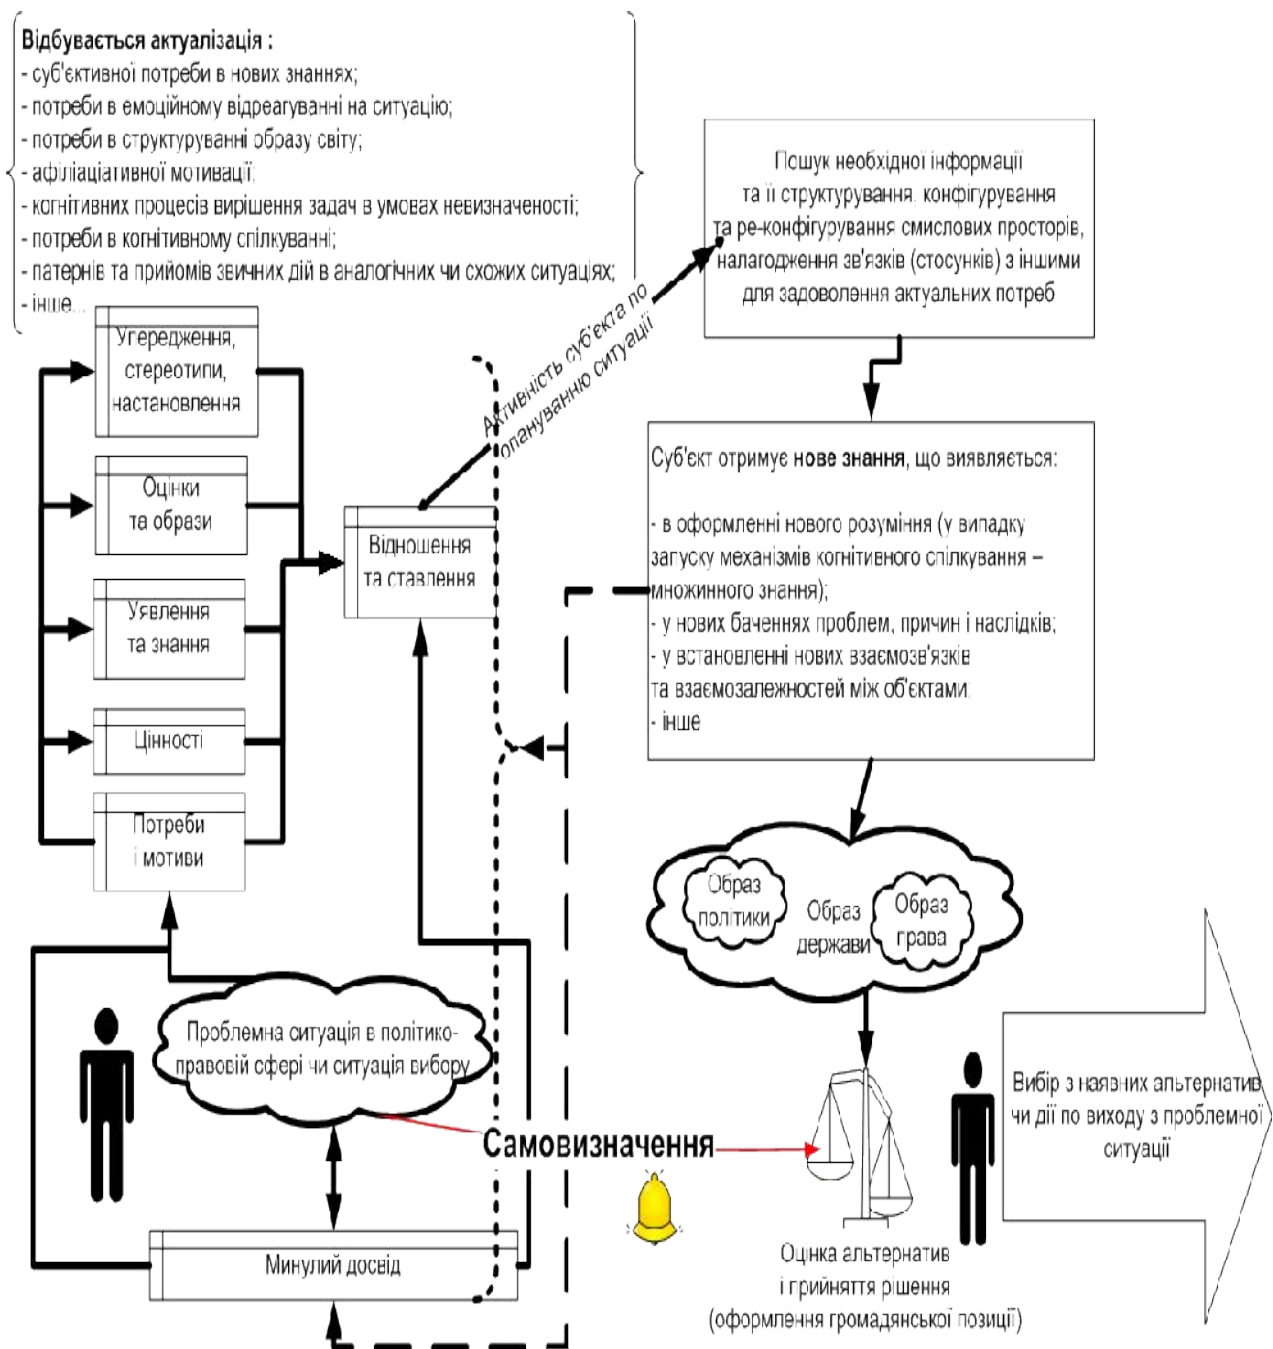 Відбувається актуалізація :
- суб'єктивної потреби в нових знаннях;
- потреби в емоційному відреагуванні на ситуацію;
- потреби в структуруванні образу світу;
- афіліаціативної мотивації;
- когнітивних процесів вирішення задач в умовах невизначеності;
- потреби в когнітивному спілкуванні;
- патернів та прийомів звичних дій в аналогічних чи схожих ситуаціях;
- інше...
Упередження,
стереотипи,
настановлення
Оцінки
та образи
Уявлення
та знання
Цінності
Потреби
і мотиви
Відношення
та ставлення
Активність суб'єкта по
опануванню ситуації
Пошук необхідної інформації
та її структурування, конфігурування
та ре-конфігурування смислових просторів,
налагодження зв'язків (стосунків) з іншими
для задоволення актуальних потреб
Суб'єкт отримує нове знання, що виявляється:
- в оформленні нового розуміння (у випадку
запуску механізмів когнітивного спілкування –
множинного знання);
- у нових баченнях проблем, причин і наслідків;
- у встановленні нових взаємозв'язків
та взаємозалежностей між об'єктами;
- інше
Образ
політики
Образ
держави
Образ
права
Проблемна ситуація в політико-
правовій сфері чи ситуація вибору
Самовизначення
Минулий досвід
Оцінка альтернатив
і прийняття рішення
(оформлення громадянської позиції)
Вибір з наявних альтернатив
чи дії по виходу з проблемної
ситуації